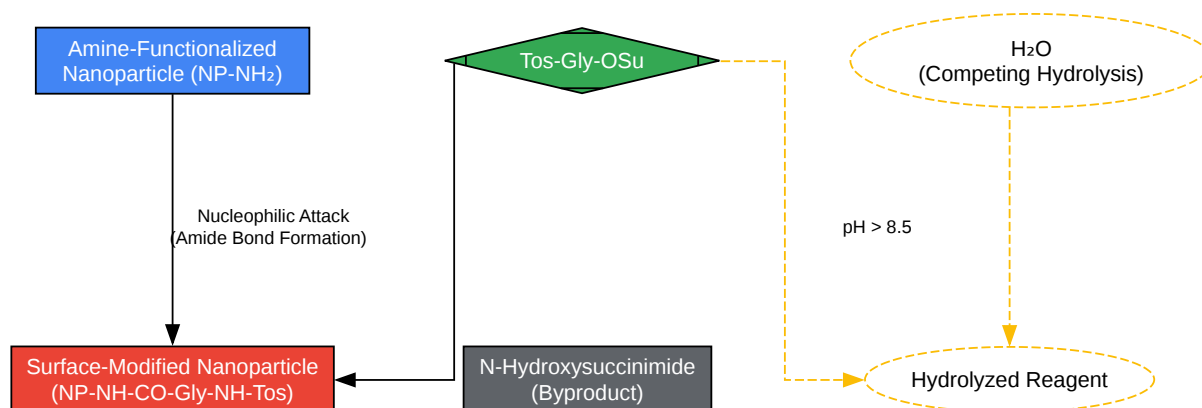 Amine-Functionalized
Nanoparticle (NP-NH₂)
Tos-Gly-OSu
H₂O
(Competing Hydrolysis)
Nucleophilic Attack
(Amide Bond Formation)
pH > 8.5
Surface-Modified Nanoparticle
(NP-NH-CO-Gly-NH-Tos)
N-Hydroxysuccinimide
(Byproduct)
Hydrolyzed Reagent